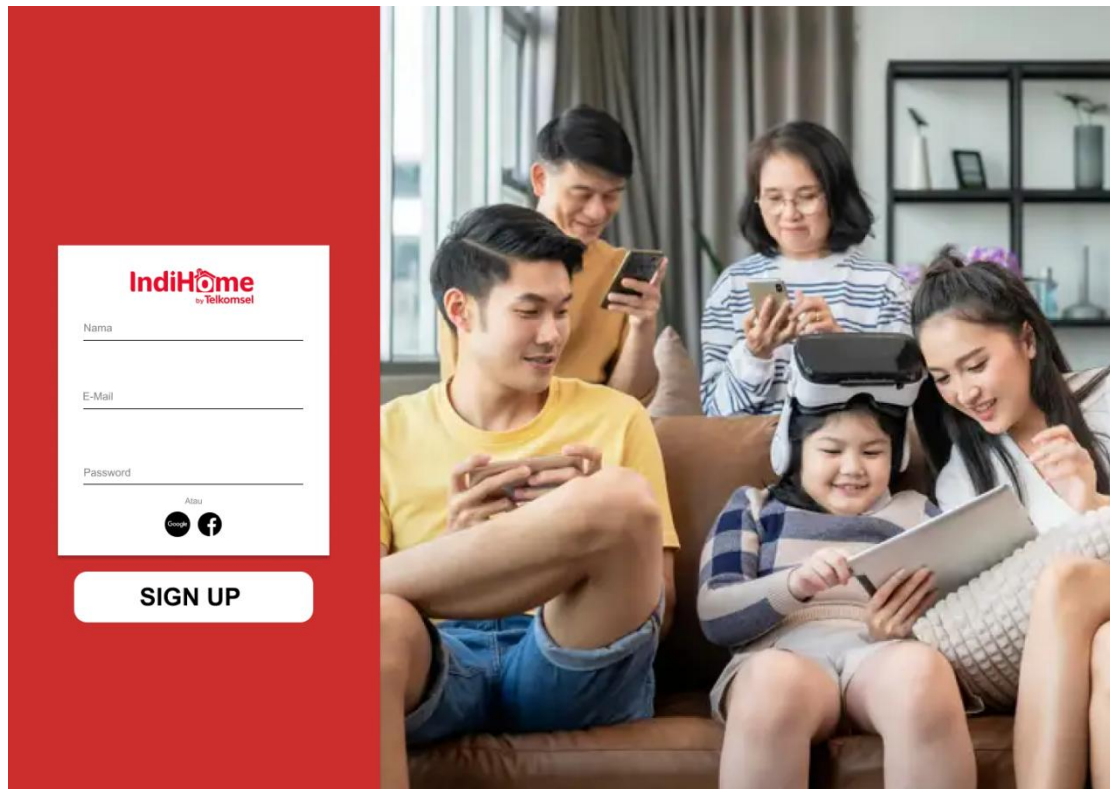 IndiHome
by Telkomsel
Nama
E-Mail
Password
Atau
Google
SIGN UP